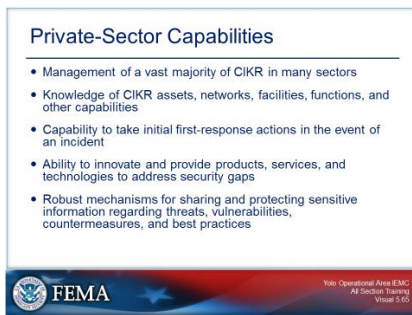 Private-Sector Capabilities
• Management of a vast majority of CIKR in many sectors
• Knowledge of CIKR assets, networks, facilities, functions, and
other capabilities
• Capability to take initial first-response actions in the event of
an incident
• Ability to innovate and provide products, services, and
technologies to address security gaps
• Robust mechanisms for sharing and protecting sensitive
information regarding threats, vulnerabilities,
countermeasures, and best practices
FEMA
Yolo Operational Area IEMC
All Section Training
Visual 5.65